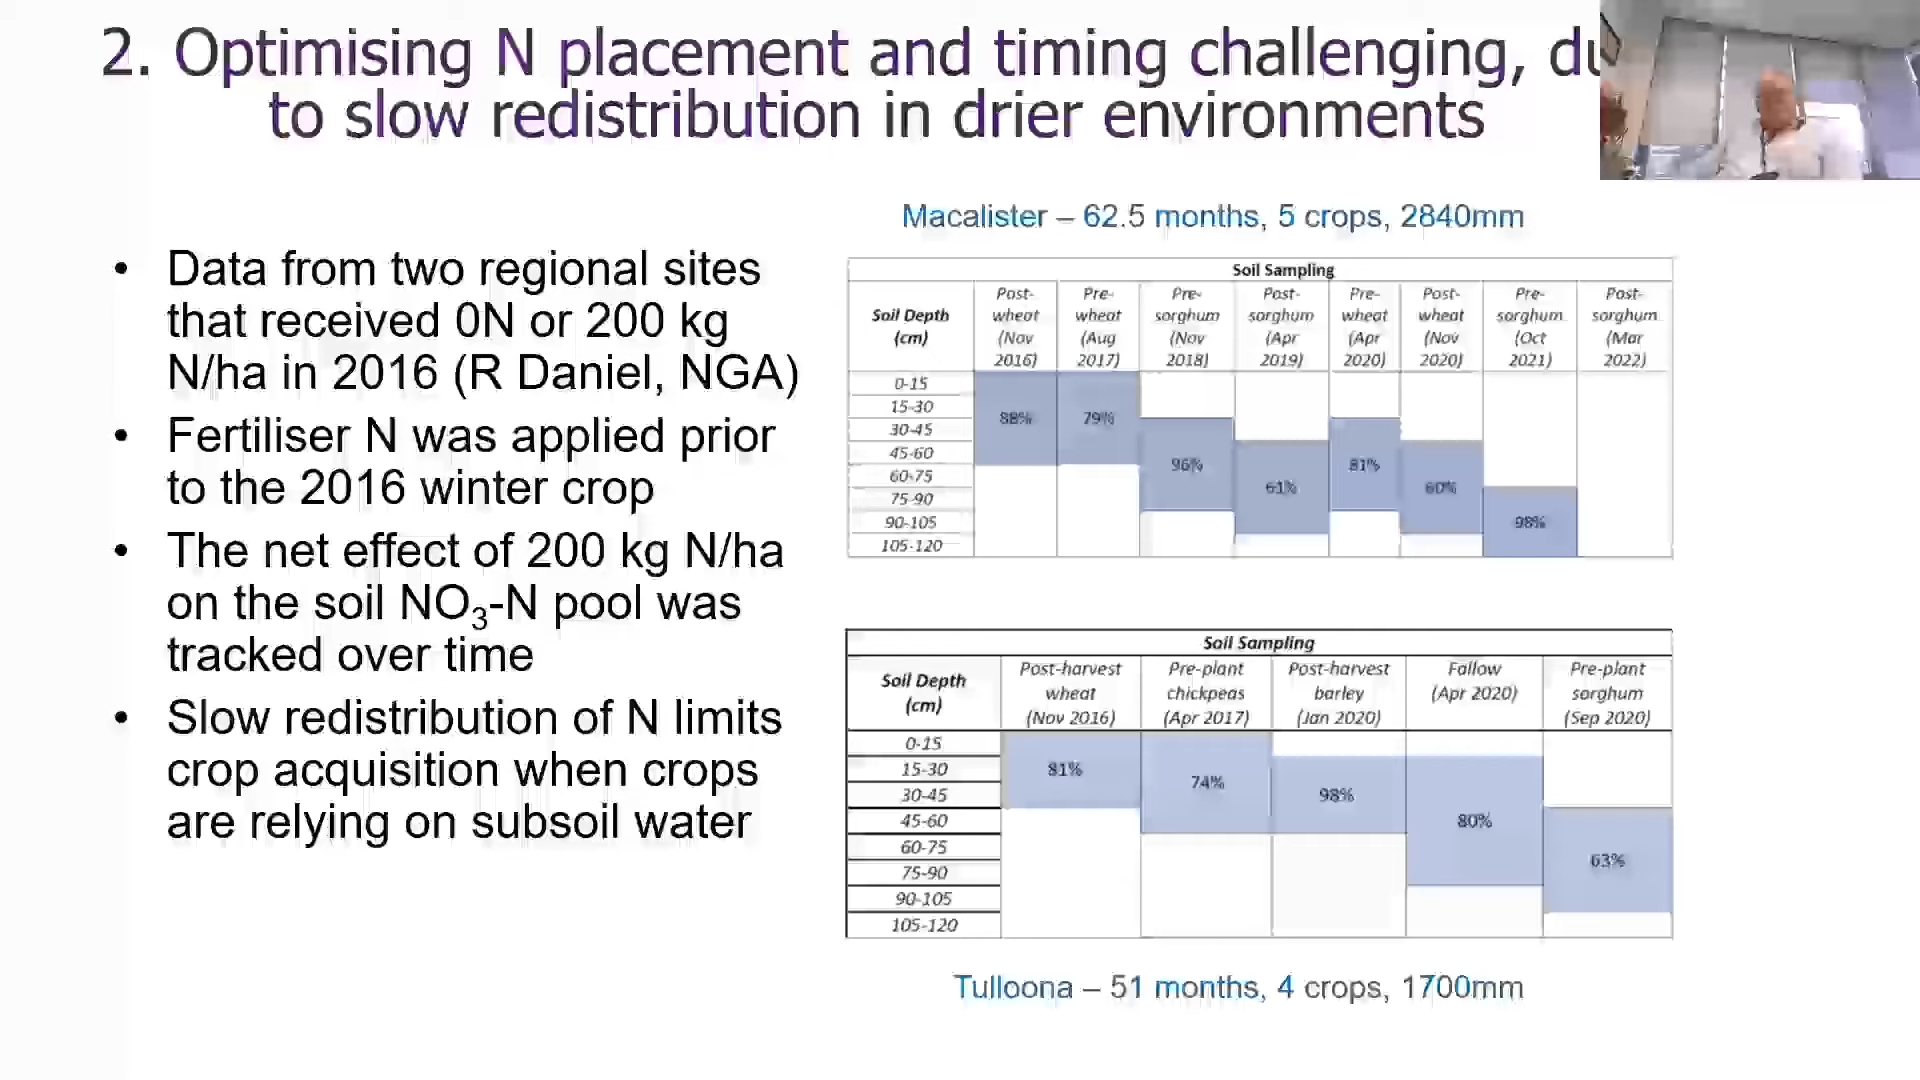 2. Optimising N placement and timing challenging, du
to slow redistribution in drier environments
• Data from two regional sites
that received 0N or 200 kg
N/ha in 2016 (R Daniel, NGA)
• Fertiliser N was applied prior
to the 2016 winter crop
• The net effect of 200 kg N/ha
on the soil NO₃-N pool was
tracked over time
• Slow redistribution of N limits
crop acquisition when crops
are relying on subsoil water
Macalister – 62.5 months, 5 crops, 2840mm
Soil Sampling
Post- Pre- Pre- Post- Pre- Post- Pre- Post-
Soil Depth wheat wheat sorghum sorghum wheat wheat sorghum sorghum
(cm) (Nov (Aug (Nov (Apr (Apr (Nov (Oct (Mar
2016) 2017) 2018) 2019) 2020) 2020) 2021) 2022)
0-15
15-30 88% 79%
30-45
45-60
60-75 96% 81%
75-90 61% 60%
90-105 98%
105-120
Soil Sampling
Soil Depth Post-harvest Pre-plant Post-harvest Fallow Pre-plant
(cm) wheat chickpeas barley (Apr 2020) sorghum
(Nov 2016) (Apr 2017) (Jan 2020) (Sep 2020)
0-15
15-30 81% 74%
30-45 98%
45-60 80%
60-75 63%
75-90
90-105
105-120
Tulloona – 51 months, 4 crops, 1700mm